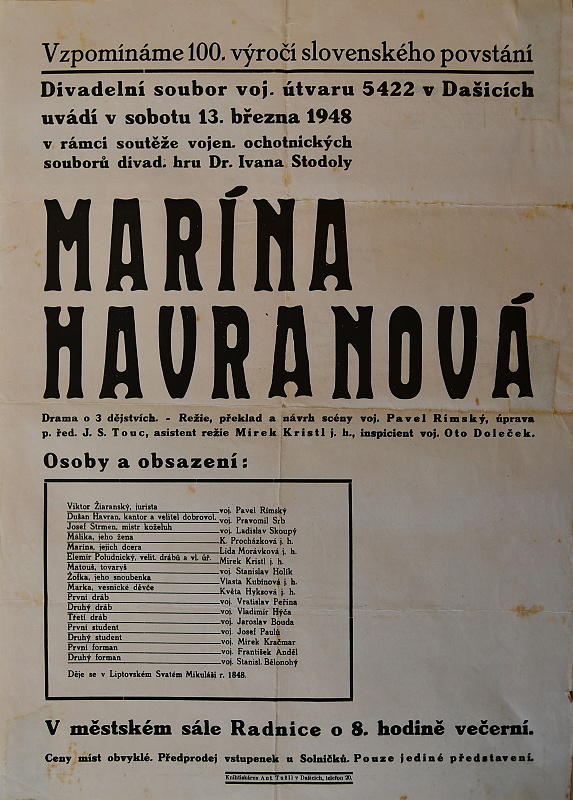 Vzpomínáme 100. výročí slovenského povstání
Divadelní soubor voj. útvaru 5422 v Dašicích
uvádí v sobotu 13. března 1948
v rámci soutěže vojen. ochotnických
souborů divad. hru Dr. Ivana Stodoly
MARÍNA
HAVRANOVÁ
Drama o 3 dějstvích. - Režie, překlad a návrh scény voj. Pavel Rímský, úprava
p. řed. J. S. Touc, asistent režie Mirek Kristl j. h., inspicient voj. Oto Doleček.
Osoby a obsazení:
Viktor Žiaranský, jurista voj. Pavel Rímský
Dušan Havran, kantor a velitel dobrovol. voj. Pravomil Srb
Josef Strmen, mistr koželuh voj. Ladislav Skoupý
Málika, jeho žena K. Procházková j. h.
Marína, jejich dcera Lída Morávková j. h.
Elemír Poludnický, velit. drábů a vl. úř. Mirek Kristl j. h.
Matouš, tovaryš voj. Stanislav Holík
Žofka, jeho snoubenka Vlasta Kubínová j. h.
Marka, vesnické děvče Květa Hyksová j. h.
První dráb voj. Vratislav Peřina
Druhý dráb voj. Vladimír Hýča
Třetí dráb voj. Jaroslav Bouda
První student voj. Josef Paulů
Druhý student voj. Mirek Kračmar
První forman voj. František Anděl
Druhý forman voj. Stanisl. Bělonohý
Děje se v Liptovském Svatém Mikuláši r. 1848.
V městském sále Radnice o 8. hodině večerní.
Ceny míst obvyklé. Předprodej vstupenek u Solničků. Pouze jediné představení.
Knihtiskárna Ant. Tužil v Dašicích, telefon 20.